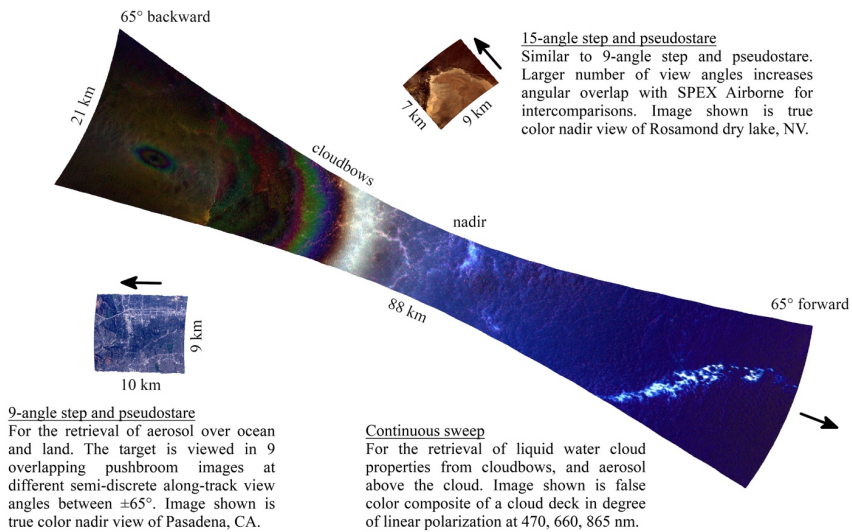 65° backward
21 km
cloudbows
nadir
88 km
65° forward
7 km
9 km
15-angle step and pseudostare
Similar to 9-angle step and pseudostare.
Larger number of view angles increases
angular overlap with SPEX Airborne for
intercomparisons. Image shown is true
color nadir view of Rosamond dry lake, NV.
9 km
10 km
9-angle step and pseudostare
For the retrieval of aerosol over ocean
and land. The target is viewed in 9
overlapping pushbroom images at
different semi-discrete along-track view
angles between ±65°. Image shown is
true color nadir view of Pasadena, CA.
Continuous sweep
For the retrieval of liquid water cloud
properties from cloudbows, and aerosol
above the cloud. Image shown is false
color composite of a cloud deck in degree
of linear polarization at 470, 660, 865 nm.